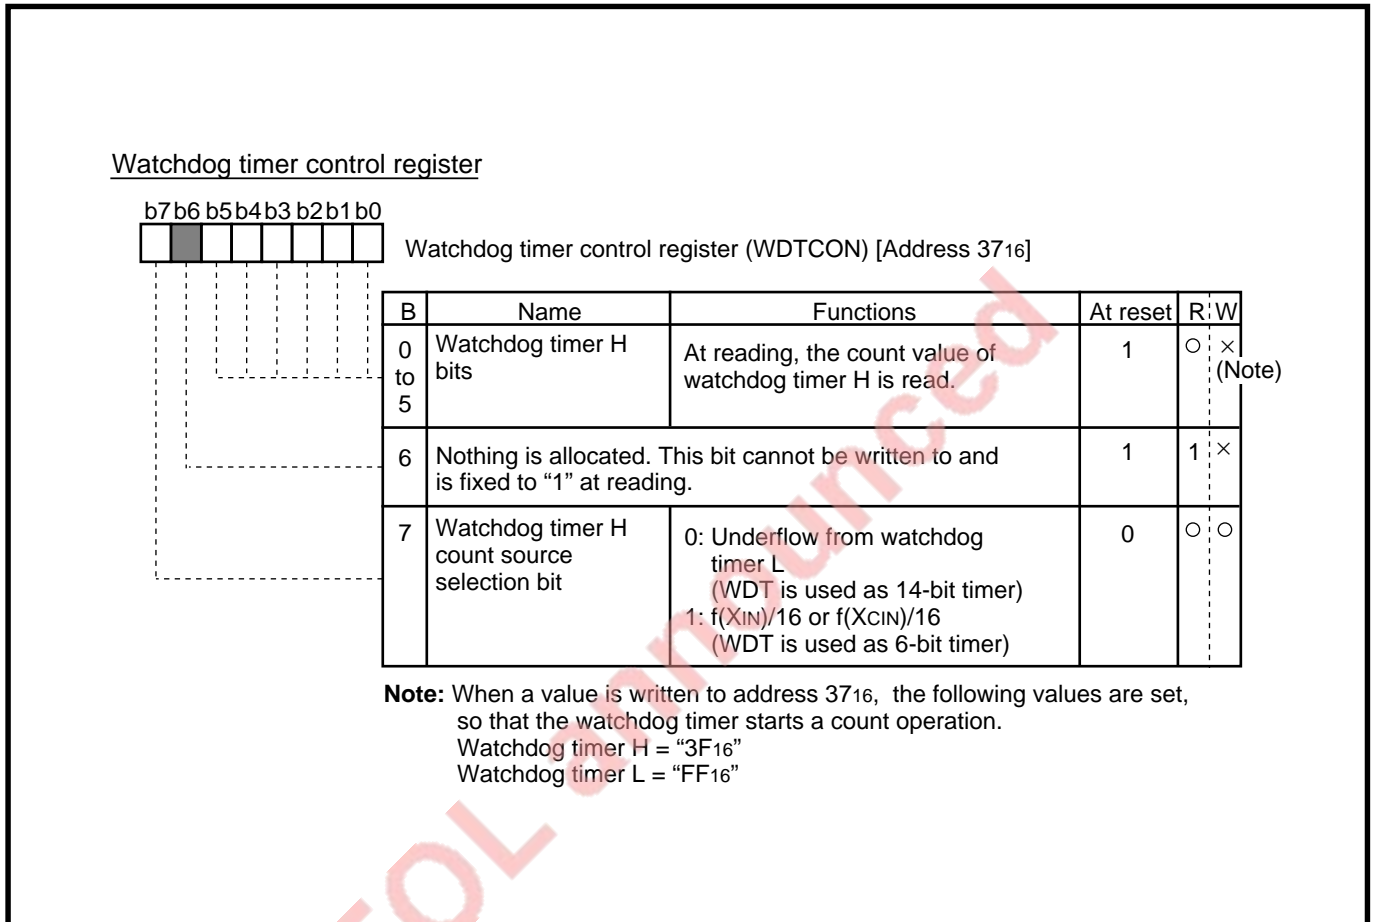 Watchdog timer control register
b7 b6 b5 b4 b3 b2 b1 b0
Watchdog timer control register (WDTCON) [Address 3716]
B Name Functions At reset R W
0 to 5 Watchdog timer H bits At reading, the count value of watchdog timer H is read. 1 ○ × (Note)
6 Nothing is allocated. This bit cannot be written to and is fixed to “1” at reading. 1 1 ×
7 Watchdog timer H count source selection bit 0 ○ ○
0: Underflow from watchdog
timer L
(WDT is used as 14-bit timer)
1: f(XIN)/16 or f(XCIN)/16
(WDT is used as 6-bit timer)
Note: When a value is written to address 3716, the following values are set,
so that the watchdog timer starts a count operation.
Watchdog timer H = “3F16”
Watchdog timer L = “FF16”
EOL announced